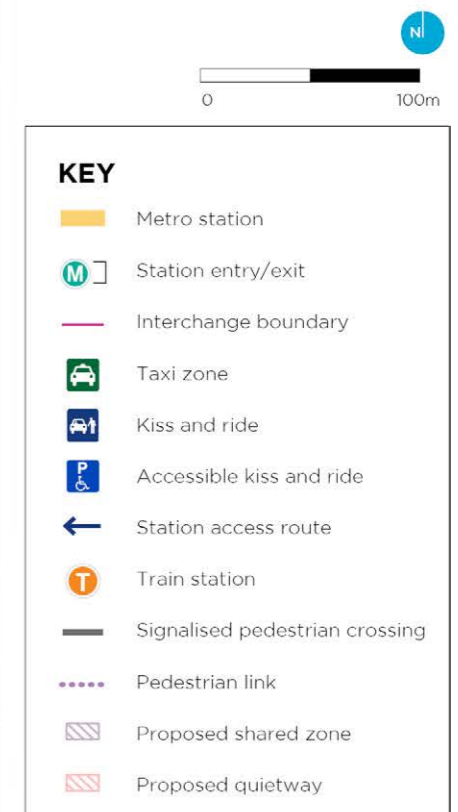 N
0 100m
KEY
Metro station
M Station entry/exit
Interchange boundary
Taxi zone
Kiss and ride
P Accessible kiss and ride
Station access route
T Train station
Signalised pedestrian crossing
Pedestrian link
Proposed shared zone
Proposed quietway